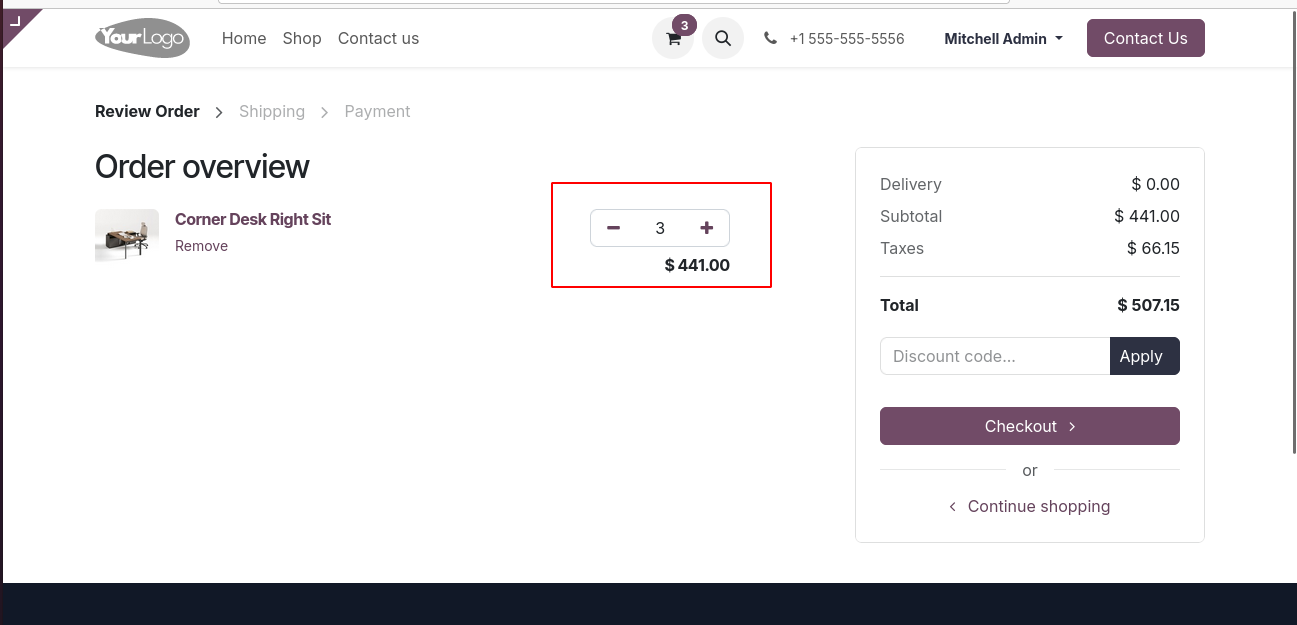 YourLogo
Home Shop Contact us
3
+1 555-555-5556
Mitchell Admin
Contact Us
Review Order > Shipping > Payment
Order overview
Corner Desk Right Sit
Remove
− 3 +
$ 441.00
Delivery $ 0.00
Subtotal $ 441.00
Taxes $ 66.15
Total $ 507.15
Discount code... Apply
Checkout >
or
< Continue shopping